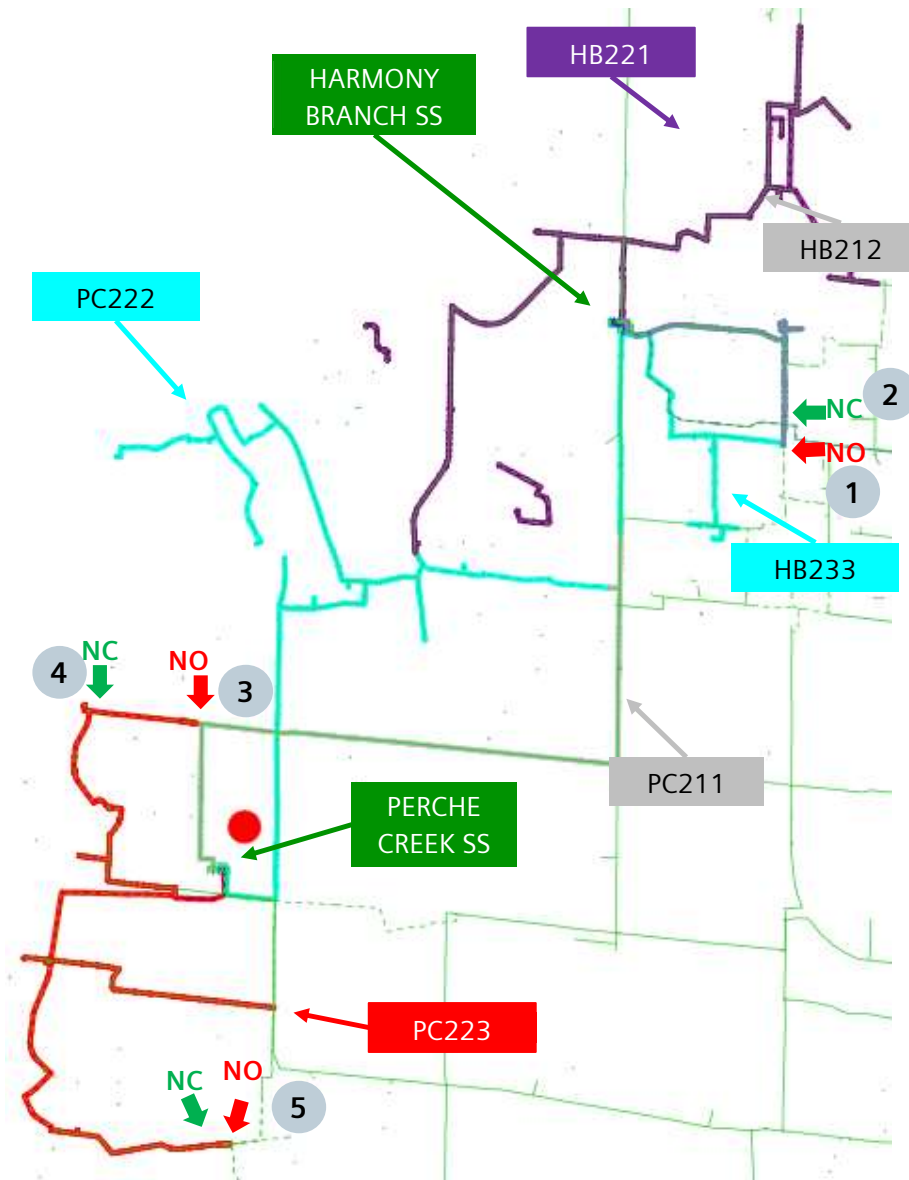 HB221
HARMONY
BRANCH SS
HB212
PC222
2
NC
NO
1
HB233
4
NC
NO
3
PC211
PERCHE
CREEK SS
PC223
NC
NO
5